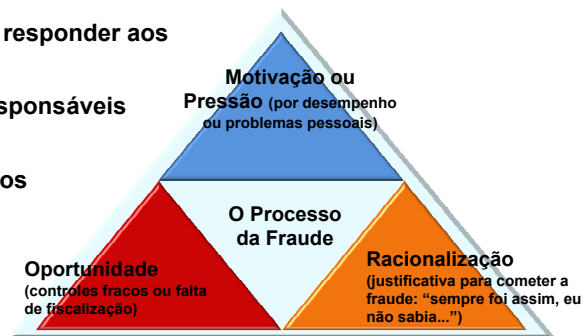 responder aos
sponsáveis
os
Motivação ou
Pressão (por desempenho
ou problemas pessoais)
O Processo
da Fraude
Oportunidade
(controles fracos ou falta
de fiscalização)
Racionalização
(justificativa para cometer a
fraude: “sempre foi assim, eu
não sabia...”)